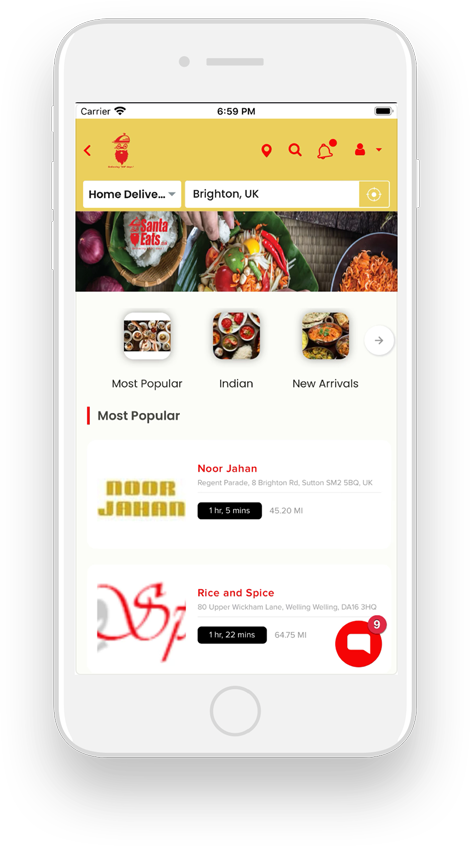 Carrier
6:59 PM
Home Delive...
Brighton, UK
Santa
Eats
Most Popular
Indian
New Arrivals
Most Popular
NOOR
JAHAN
Noor Jahan
Regent Parade, 8 Brighton Rd, Sutton SM2 5BQ, UK
1 hr, 5 mins
45.20 MI
Sp
Rice and Spice
80 Upper Wickham Lane, Welling Welling, DA16 3HQ
1 hr, 22 mins
64.75 MI
9